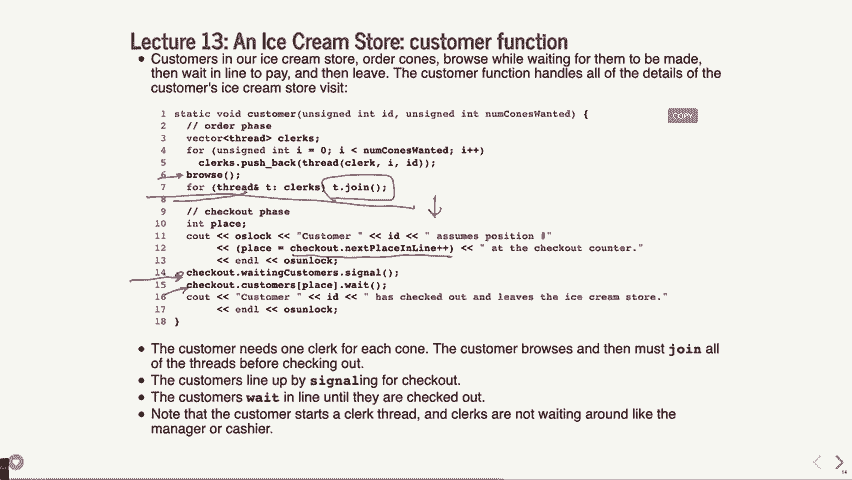 Lecture 13: An Ice Cream Store: customer function
• Customers in our ice cream store, order cones, browse while waiting for them to be made,
then wait in line to pay, and then leave. The customer function handles all of the details of the
customer's ice cream store visit:
COPY
1 static void customer(unsigned int id, unsigned int numConesWanted) {
2   // order phase
3   vector<thread> clerks;
4   for (unsigned int i = 0; i < numConesWanted; i++)
5     clerks.push_back(thread(clerk, i, id));
6   browse();
7   for (thread& t: clerks) t.join();
8
9   // checkout phase
10   int place;
11   cout << oslock << "Customer " << id << " assumes position #"
12        << (place = checkout.nextPlaceInLine++) << " at the checkout counter."
13        << endl << osunlock;
14   checkout.waitingCustomers.signal();
15   checkout.customers[place].wait();
16   cout << "Customer " << id << " has checked out and leaves the ice cream store."
17        << endl << osunlock;
18 }
• The customer needs one clerk for each cone. The customer browses and then must join all
of the threads before checking out.
• The customers line up by signaling for checkout.
• The customers wait in line until they are checked out.
• Note that the customer starts a clerk thread, and clerks are not waiting around like the
manager or cashier.
14